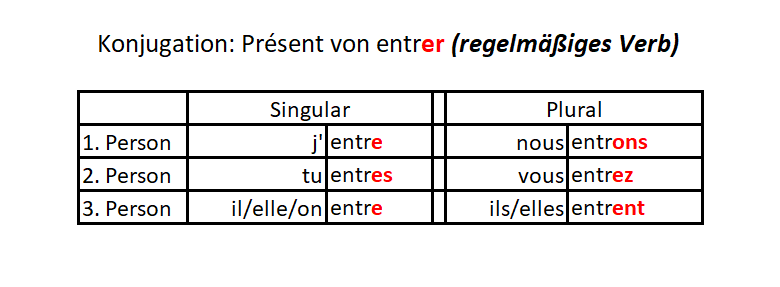 Konjugation: Présent von entrer (regelmäßiges Verb)
Singular Plural
1. Person j' entre nous entrons
2. Person tu entres vous entrez
3. Person il/elle/on entre ils/elles entrent